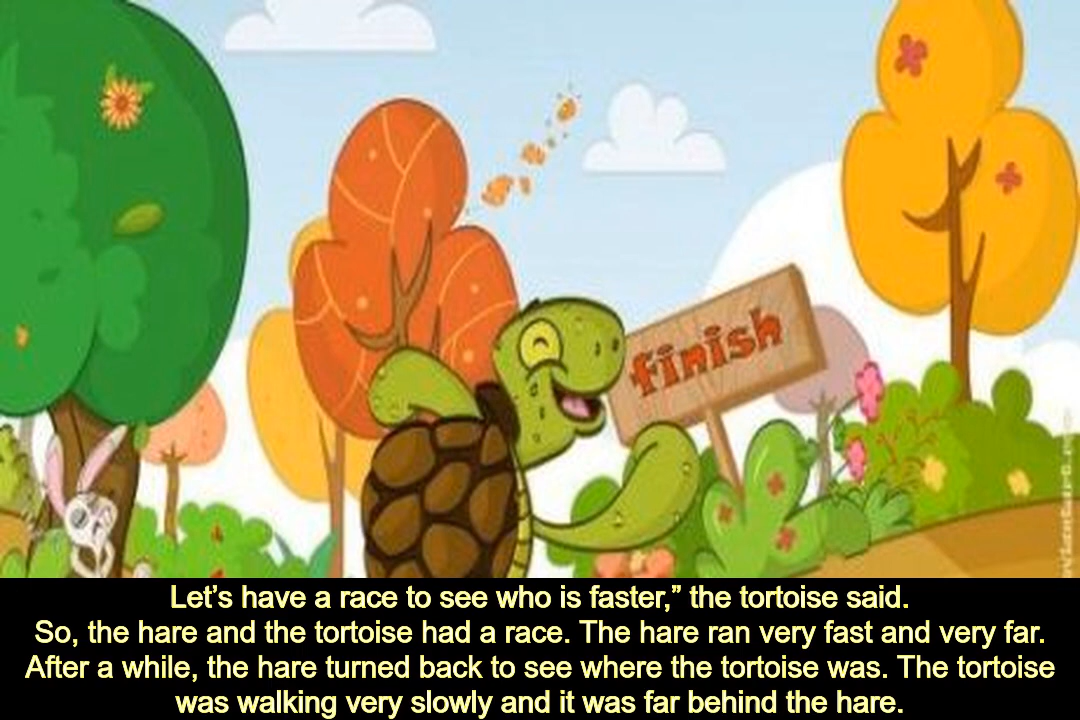 finish
Let’s have a race to see who is faster,” the tortoise said.
So, the hare and the tortoise had a race. The hare ran very fast and very far.
After a while, the hare turned back to see where the tortoise was. The tortoise
was walking very slowly and it was far behind the hare.